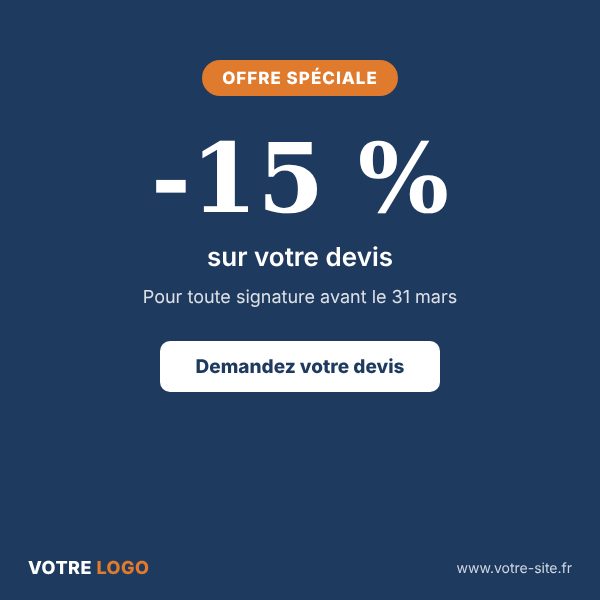 OFFRE SPÉCIALE
-15 %
sur votre devis
Pour toute signature avant le 31 mars
Demandez votre devis
VOTRE LOGO
www.votre-site.fr